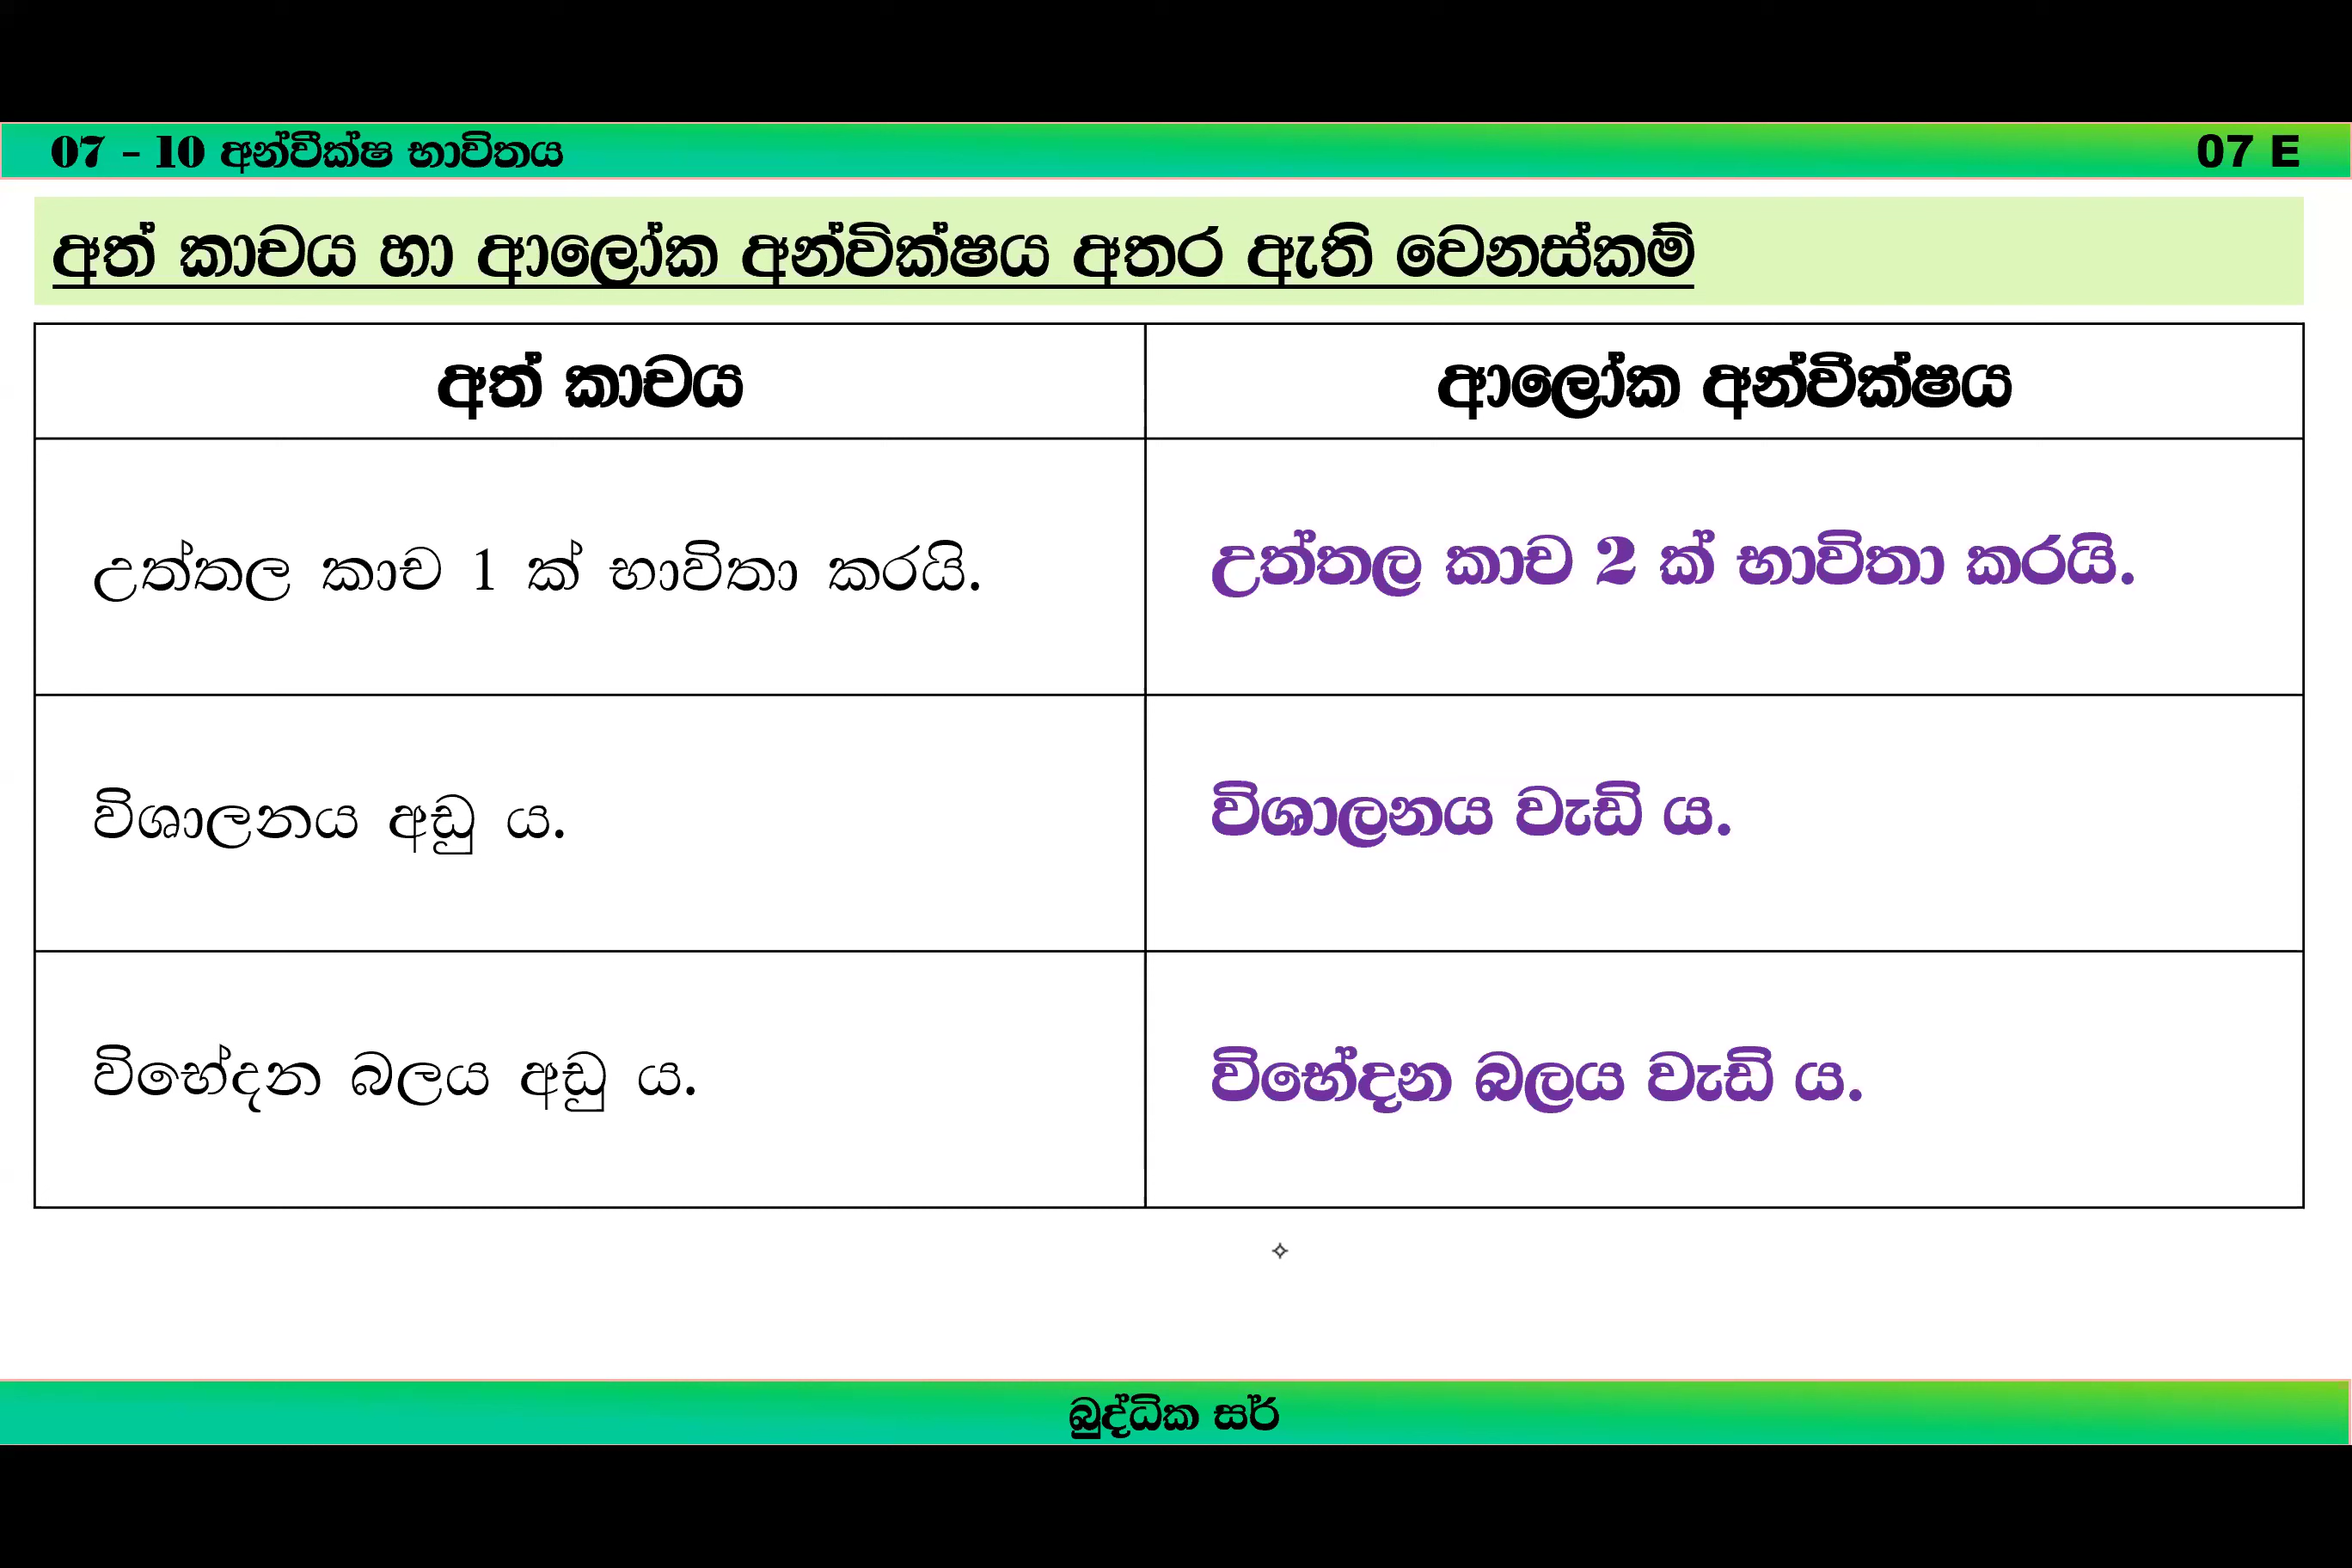 07 - 10 අන්වීක්ෂ භාවිතය
07 E
අත් කාචය හා ආලෝක අන්වික්ෂය අතර ඇති වෙනස්කම්
අත් කාචය
ආලෝක අන්වීක්ෂය
උත්තල කාච 1 ක් භාවිතා කරයි.
උත්තල කාච 2 ක් භාවිතා කරයි.
විශාලනය අඩු ය.
විශාලනය වැඩි ය.
විභේදන බලය අඩු ය.
විභේදන බලය වැඩි ය.
බුද්ධික සර්